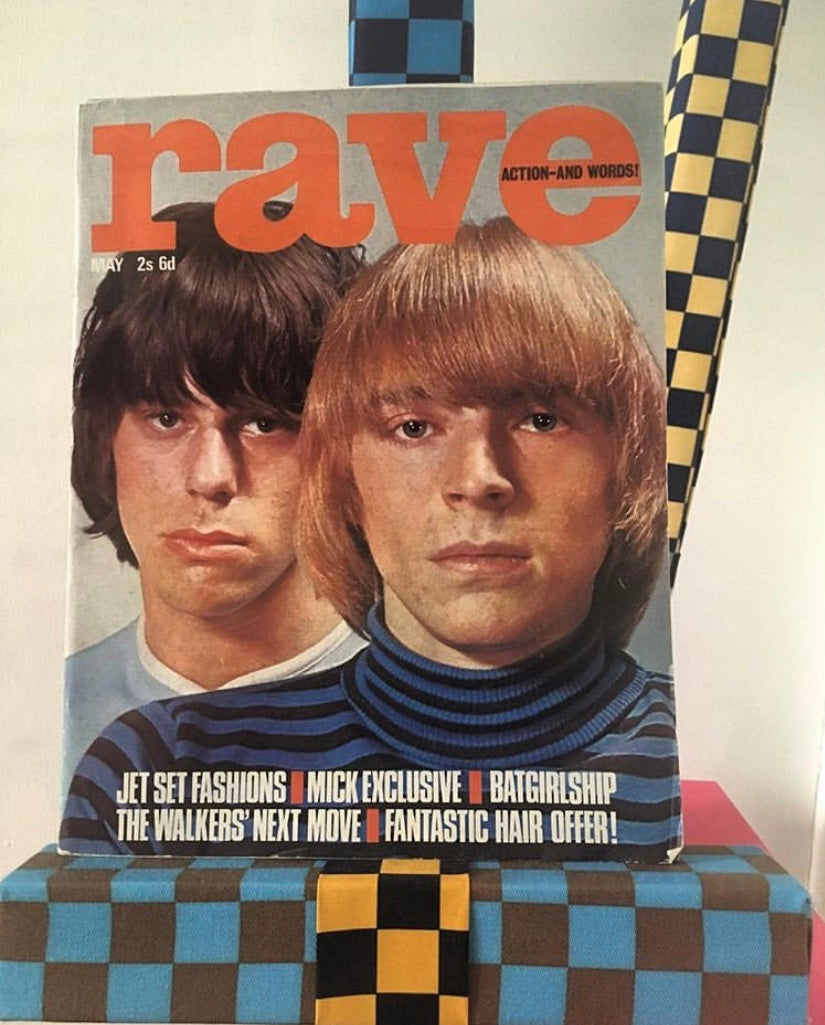 rave
ACTION-AND WORDS!
MAY 2s 6d
JET SET FASHIONS MICK EXCLUSIVE BATGIRLSHIP
THE WALKERS' NEXT MOVE FANTASTIC HAIR OFFER!